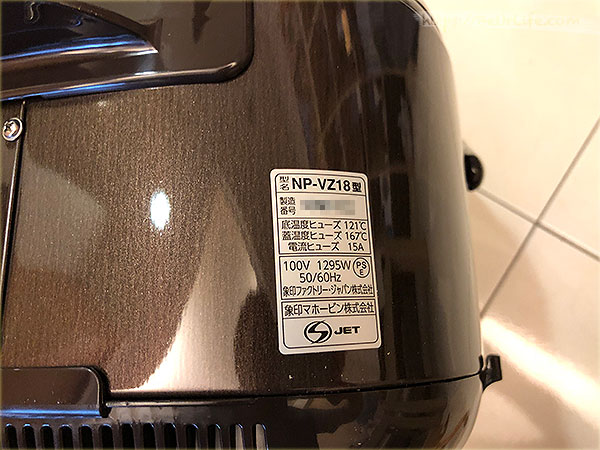 型名 NP-VZ18型
製造番号
底温度ヒューズ 121℃
蓋温度ヒューズ 167℃
電流ヒューズ 15A
100V 1295W
50/60Hz
PSE
象印ファクトリー・ジャパン株式会社
象印マホービン株式会社
S JET